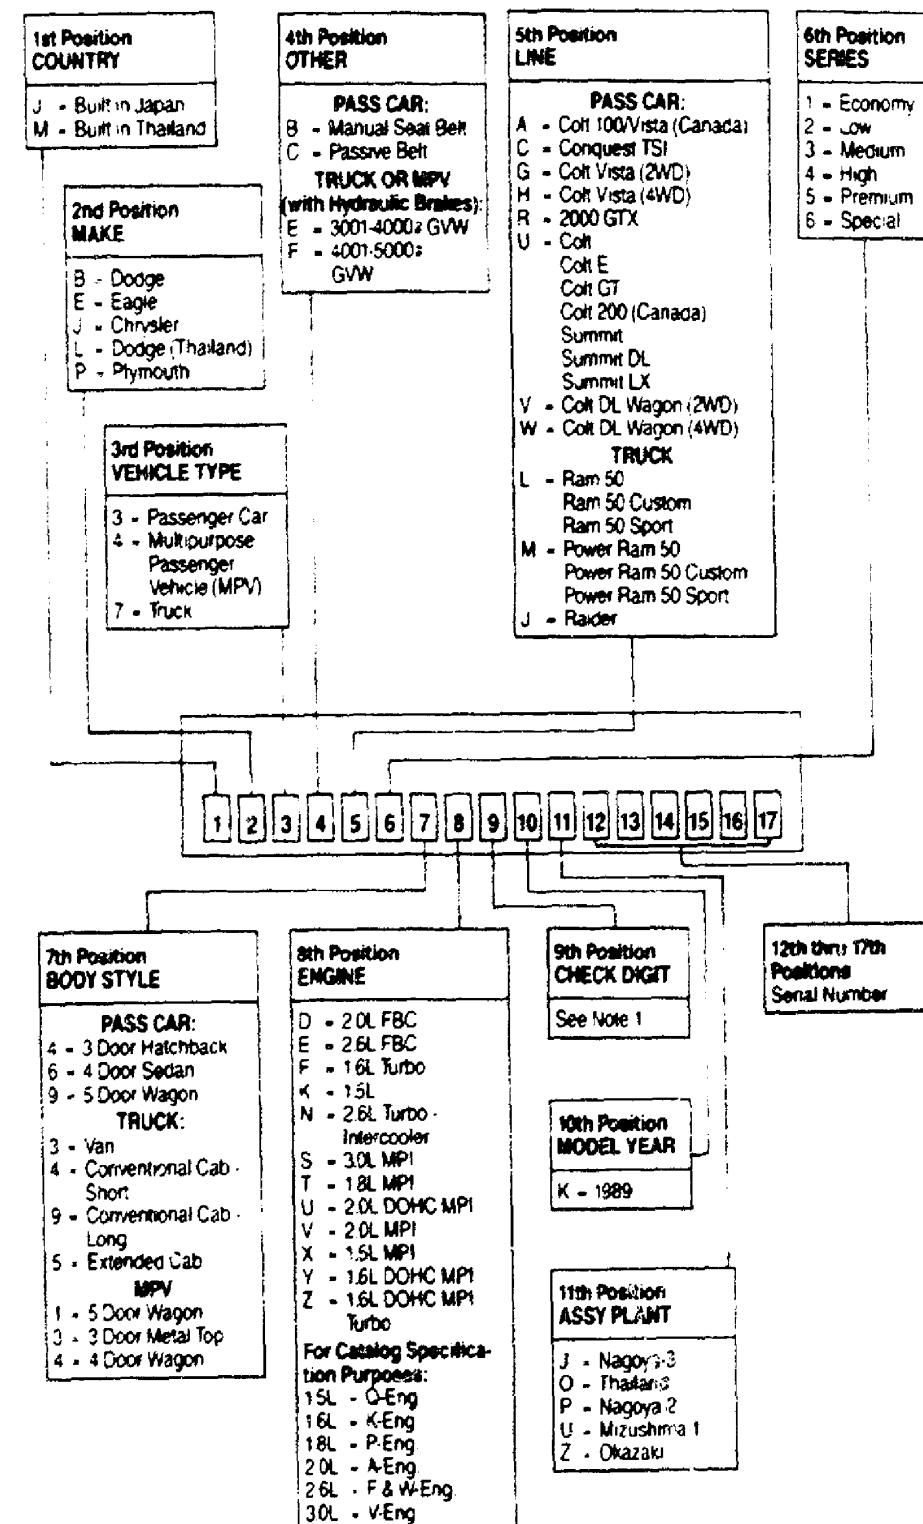 1st Position
COUNTRY
J - Built in Japan
M - Built in Thailand
2nd Position
MAKE
B - Dodge
E - Eagle
J - Chrysler
L - Dodge (Thailand)
P - Plymouth
3rd Position
VEHICLE TYPE
3 - Passenger Car
4 - Multipurpose
Passenger
Vehicle (MPV)
7 - Truck
4th Position
OTHER
PASS CAR:
B - Manual Seat Belt
C - Passive Belt
TRUCK OR MPV
(with Hydraulic Brakes):
E - 3001-4000# GVW
F - 4001-5000#
GVW
5th Position
LINE
PASS CAR:
A - Colt 100/Vista (Canada)
C - Conquest TSI
G - Colt Vista (2WD)
H - Colt Vista (4WD)
R - 2000 GTX
U - Colt
Colt E
Colt GT
Colt 200 (Canada)
Summit
Summit DL
Summit LX
V - Colt DL Wagon (2WD)
W - Colt DL Wagon (4WD)
TRUCK
L - Ram 50
Ram 50 Custom
Ram 50 Sport
M - Power Ram 50
Power Ram 50 Custom
Power Ram 50 Sport
J - Raider
6th Position
SERIES
1 - Economy
2 - Low
3 - Medium
4 - High
5 - Premium
6 - Special
1 2 3 4 5 6 7 8 9 10 11 12 13 14 15 16 17
7th Position
BODY STYLE
PASS CAR:
4 - 3 Door Hatchback
6 - 4 Door Sedan
9 - 5 Door Wagon
TRUCK:
3 - Van
4 - Conventional Cab -
Short
9 - Conventional Cab -
Long
5 - Extended Cab
MPV
1 - 5 Door Wagon
3 - 3 Door Metal Top
4 - 4 Door Wagon
8th Position
ENGINE
D - 2.0L FBC
E - 2.6L FBC
F - 1.6L Turbo
K - 1.5L
N - 2.6L Turbo -
Intercooler
S - 3.0L MPI
T - 1.8L MPI
U - 2.0L DOHC MPI
V - 2.0L MPI
X - 1.5L MPI
Y - 1.6L DOHC MPI
Z - 1.6L DOHC MPI
Turbo
For Catalog Specifica-
tion Purposes:
1.5L - O-Eng
1.6L - K-Eng
1.8L - P-Eng
2.0L - A-Eng
2.6L - F & W-Eng
3.0L - V-Eng
9th Position
CHECK DIGIT
See Note 1
10th Position
MODEL YEAR
K - 1989
11th Position
ASSY PLANT
J - Nagoya-3
O - Thailand
P - Nagoya 2
U - Mizushima 1
Z - Okazaki
12th thru 17th
Positions
Serial Number